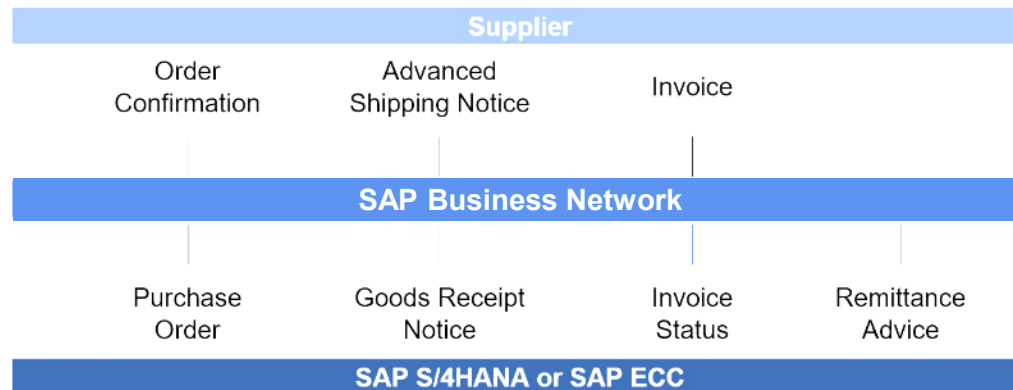 Supplier
Order
Confirmation
Advanced
Shipping Notice
Invoice
SAP Business Network
Purchase
Order
Goods Receipt
Notice
Invoice
Status
Remittance
Advice
SAP S/4HANA or SAP ECC